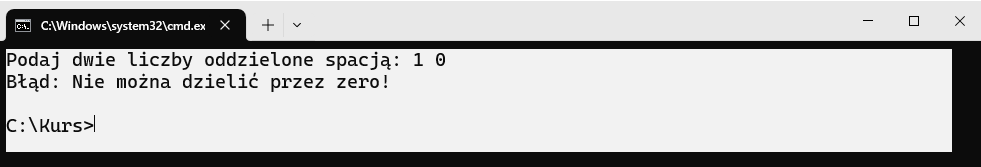 C:\Windows\system32\cmd.ex
Podaj dwie liczby oddzielone spacją: 1 0
Błąd: Nie można dzielić przez zero!
C:\Kurs>